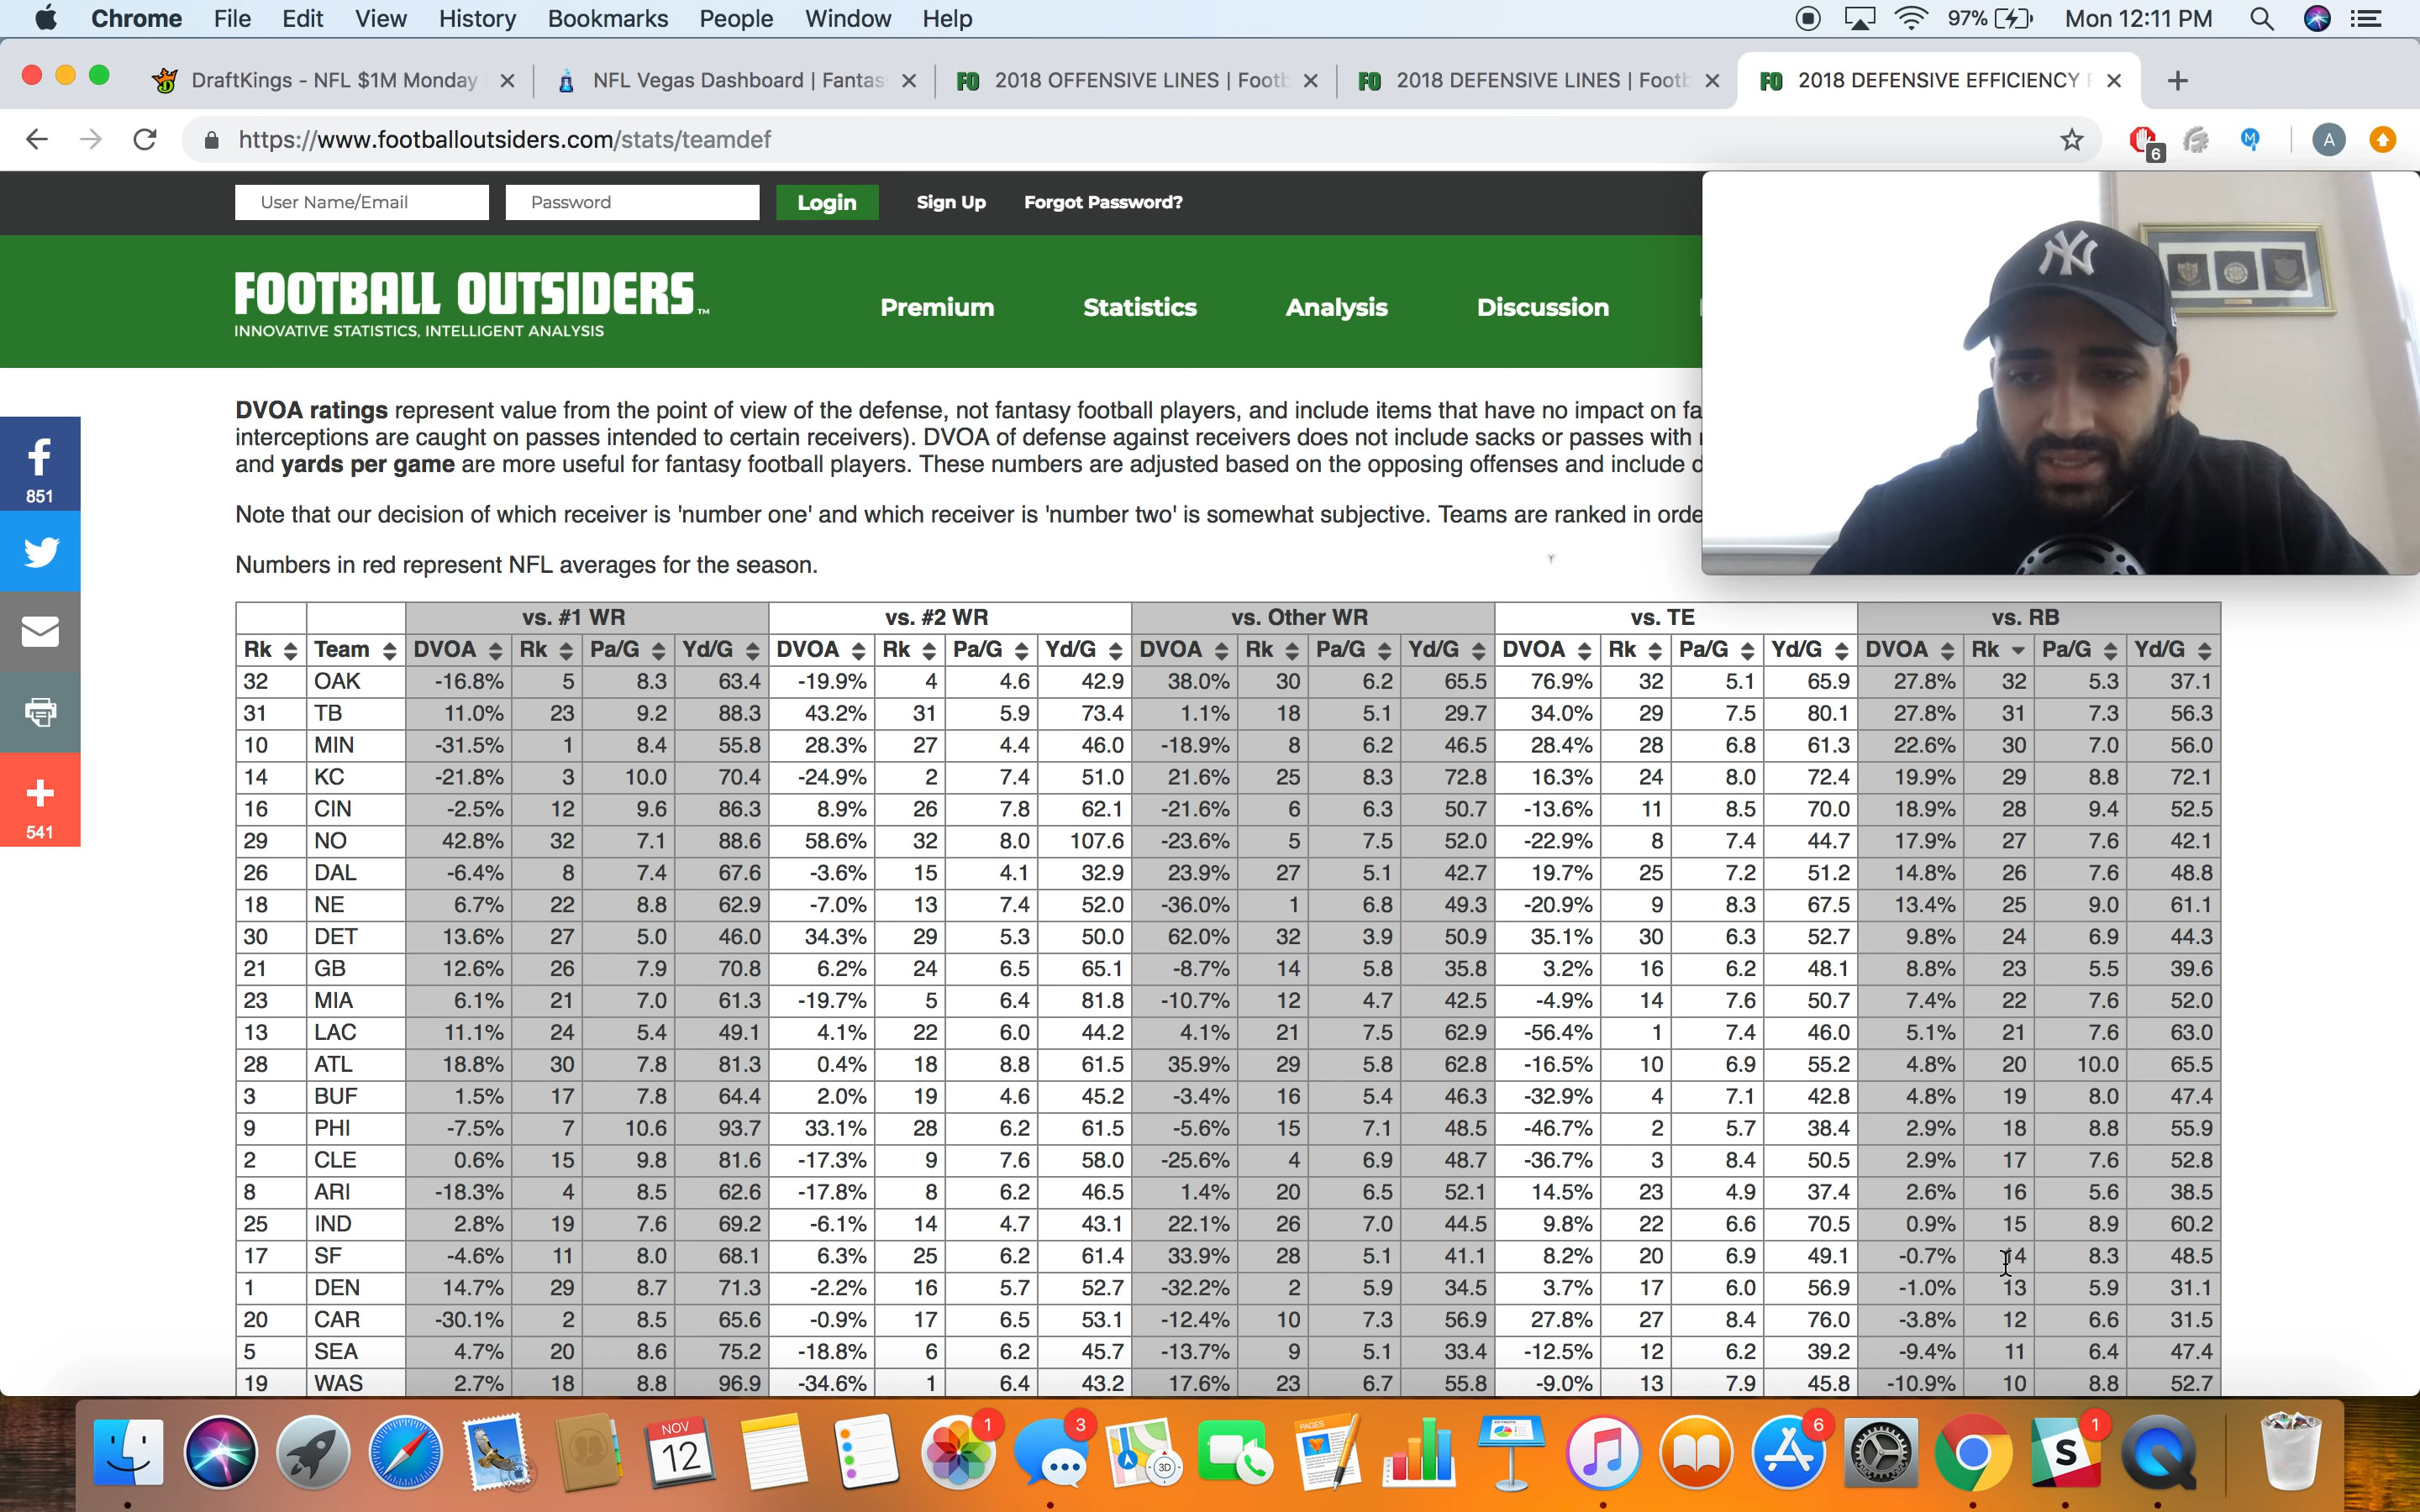 Chrome File Edit View History Bookmarks People Window Help 97% Mon 12:11 PM
DraftKings - NFL $1M Monday NFL Vegas Dashboard | Fantas 2018 OFFENSIVE LINES | Footb 2018 DEFENSIVE LINES | Footb 2018 DEFENSIVE EFFICIENCY
https://www.footballoutsiders.com/stats/teamdef 6 A
User Name/Email Password Login Sign Up Forgot Password?
FOOTBALL OUTSIDERS™
INNOVATIVE STATISTICS, INTELLIGENT ANALYSIS
Premium Statistics Analysis Discussion
NY
DVOA ratings represent value from the point of view of the defense, not fantasy football players, and include items that have no impact on fa
interceptions are caught on passes intended to certain receivers). DVOA of defense against receivers does not include sacks or passes with
and yards per game are more useful for fantasy football players. These numbers are adjusted based on the opposing offenses and include
Note that our decision of which receiver is 'number one' and which receiver is 'number two' is somewhat subjective. Teams are ranked in orde
Numbers in red represent NFL averages for the season.
851
541
vs. #1 WR vs. #2 WR vs. Other WR vs. TE vs. RB
Rk Team DVOA Rk Pa/G Yd/G DVOA Rk Pa/G Yd/G DVOA Rk Pa/G Yd/G DVOA Rk Pa/G Yd/G DVOA Rk Pa/G Yd/G
32 OAK -16.8% 5 8.3 63.4 -19.9% 4 4.6 42.9 38.0% 30 6.2 65.5 76.9% 32 5.1 65.9 27.8% 32 5.3 37.1
31 TB 11.0% 23 9.2 88.3 43.2% 31 5.9 73.4 1.1% 18 5.1 29.7 34.0% 29 7.5 80.1 27.8% 31 7.3 56.3
10 MIN -31.5% 1 8.4 55.8 28.3% 27 4.4 46.0 -18.9% 8 6.2 46.5 28.4% 28 6.8 61.3 22.6% 30 7.0 56.0
14 KC -21.8% 3 10.0 70.4 -24.9% 2 7.4 51.0 21.6% 25 8.3 72.8 16.3% 24 8.0 72.4 19.9% 29 8.8 72.1
16 CIN -2.5% 12 9.6 86.3 8.9% 26 7.8 62.1 -21.6% 6 6.3 50.7 -13.6% 11 8.5 70.0 18.9% 28 9.4 52.5
29 NO 42.8% 32 7.1 88.6 58.6% 32 8.0 107.6 -23.6% 5 7.5 52.0 -22.9% 8 7.4 44.7 17.9% 27 7.6 42.1
26 DAL -6.4% 8 7.4 67.6 -3.6% 15 4.1 32.9 23.9% 27 5.1 42.7 19.7% 25 7.2 51.2 14.8% 26 7.6 48.8
18 NE 6.7% 22 8.8 62.9 -7.0% 13 7.4 52.0 -36.0% 1 6.8 49.3 -20.9% 9 8.3 67.5 13.4% 25 9.0 61.1
30 DET 13.6% 27 5.0 46.0 34.3% 29 5.3 50.0 62.0% 32 3.9 50.9 35.1% 30 6.3 52.7 9.8% 24 6.9 44.3
21 GB 12.6% 26 7.9 70.8 6.2% 24 6.5 65.1 -8.7% 14 5.8 35.8 3.2% 16 6.2 48.1 8.8% 23 5.5 39.6
23 MIA 6.1% 21 7.0 61.3 -19.7% 5 6.4 81.8 -10.7% 12 4.7 42.5 -4.9% 14 7.6 50.7 7.4% 22 7.6 52.0
13 LAC 11.1% 24 5.4 49.1 4.1% 22 6.0 44.2 4.1% 21 7.5 62.9 -56.4% 1 7.4 46.0 5.1% 21 7.6 63.0
28 ATL 18.8% 30 7.8 81.3 0.4% 18 8.8 61.5 35.9% 29 5.8 62.8 -16.5% 10 6.9 55.2 4.8% 20 10.0 65.5
3 BUF 1.5% 17 7.8 64.4 2.0% 19 4.6 45.2 -3.4% 16 5.4 46.3 -32.9% 4 7.1 42.8 4.8% 19 8.0 47.4
9 PHI -7.5% 7 10.6 93.7 33.1% 28 6.2 61.5 -5.6% 15 7.1 48.5 -46.7% 2 5.7 38.4 2.9% 18 8.8 55.9
2 CLE 0.6% 15 9.8 81.6 -17.3% 9 7.6 58.0 -25.6% 4 6.9 48.7 -36.7% 3 8.4 50.5 2.9% 17 7.6 52.8
8 ARI -18.3% 4 8.5 62.6 -17.8% 8 6.2 46.5 1.4% 20 6.5 52.1 14.5% 23 4.9 37.4 2.6% 16 5.6 38.5
25 IND 2.8% 19 7.6 69.2 -6.1% 14 4.7 43.1 22.1% 26 7.0 44.5 9.8% 22 6.6 70.5 0.9% 15 8.9 60.2
17 SF -4.6% 11 8.0 68.1 6.3% 25 6.2 61.4 33.9% 28 5.1 41.1 8.2% 20 6.9 49.1 -0.7% 14 8.3 48.5
1 DEN 14.7% 29 8.7 71.3 -2.2% 16 5.7 52.7 -32.2% 2 5.9 34.5 3.7% 17 6.0 56.9 -1.0% 13 5.9 31.1
20 CAR -30.1% 2 8.5 65.6 -0.9% 17 6.5 53.1 -12.4% 10 7.3 56.9 27.8% 27 8.4 76.0 -3.8% 12 6.6 31.5
5 SEA 4.7% 20 8.6 75.2 -18.8% 6 6.2 45.7 -13.7% 9 5.1 33.4 -12.5% 12 6.2 39.2 -9.4% 11 6.4 47.4
19 WAS 2.7% 18 8.8 96.9 -34.6% 1 6.4 43.2 17.6% 23 6.7 55.8 -9.0% 13 7.9 45.8 -10.9% 10 8.8 52.7
NOV 12 1 3 3D PAGES KEYNOTE 6 S 1